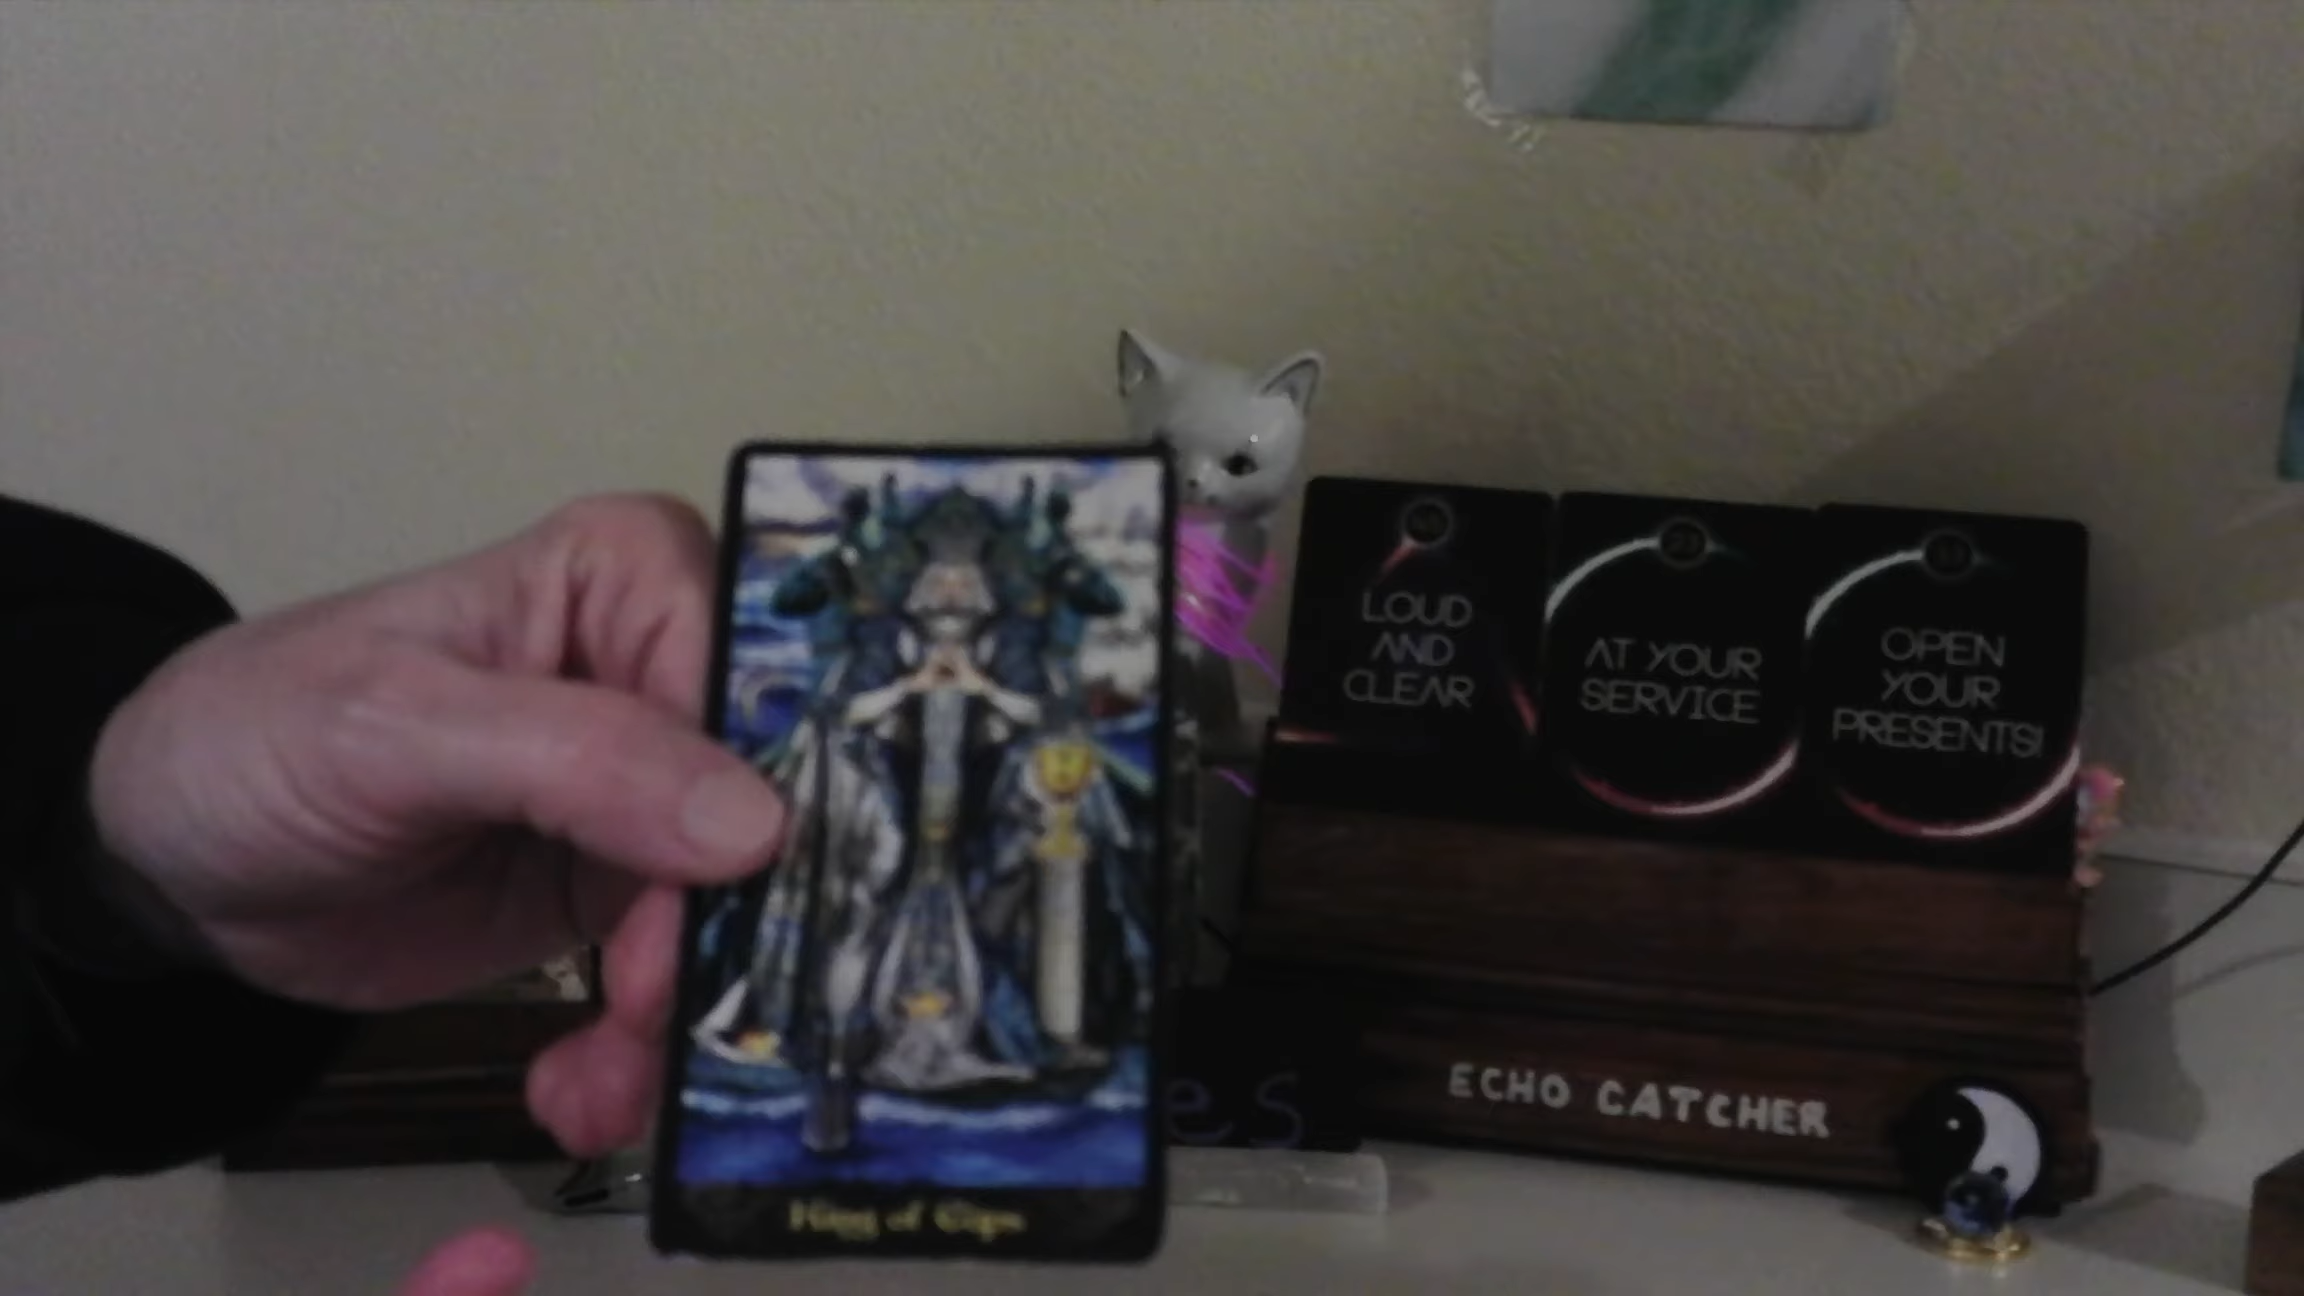 King of Cups
LOUD
AND
CLEAR
AT YOUR
SERVICE
OPEN
YOUR
PRESENTS!
ECHO CATCHER